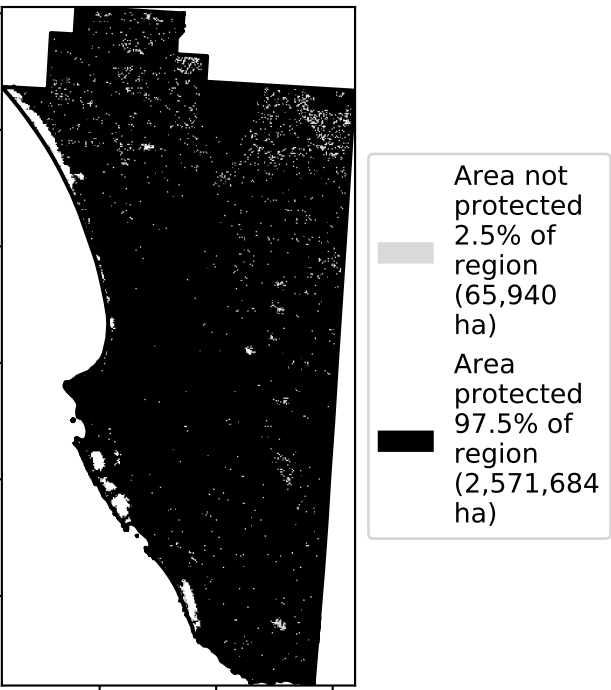 Area not
protected
2.5% of
region
(65,940
ha)
Area
protected
97.5% of
region
(2,571,684
ha)